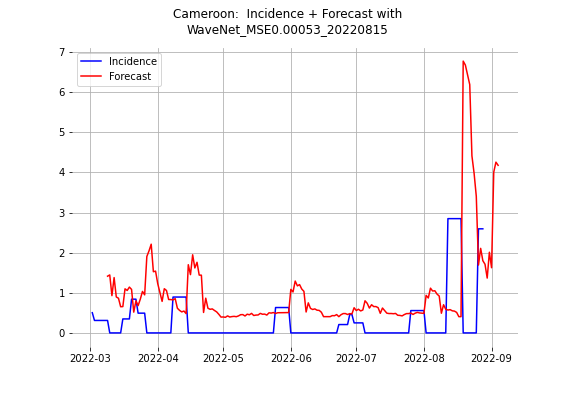 Cameroon:  Incidence + Forecast with
WaveNet_MSE0.00053_20220815
Incidence
Forecast
7
6
5
4
3
2
1
0
2022-03 2022-04 2022-05 2022-06 2022-07 2022-08 2022-09